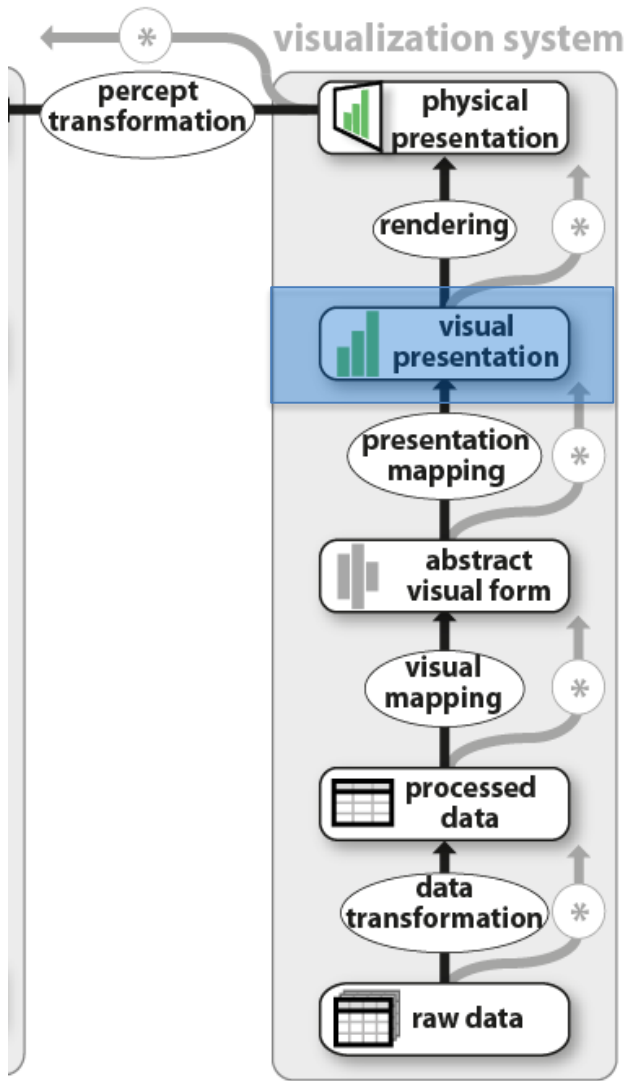 *
visualization system
percept
transformation
physical
presentation
rendering
*
visual
presentation
presentation
mapping
*
abstract
visual form
visual
mapping
*
processed
data
data
transformation
*
raw data